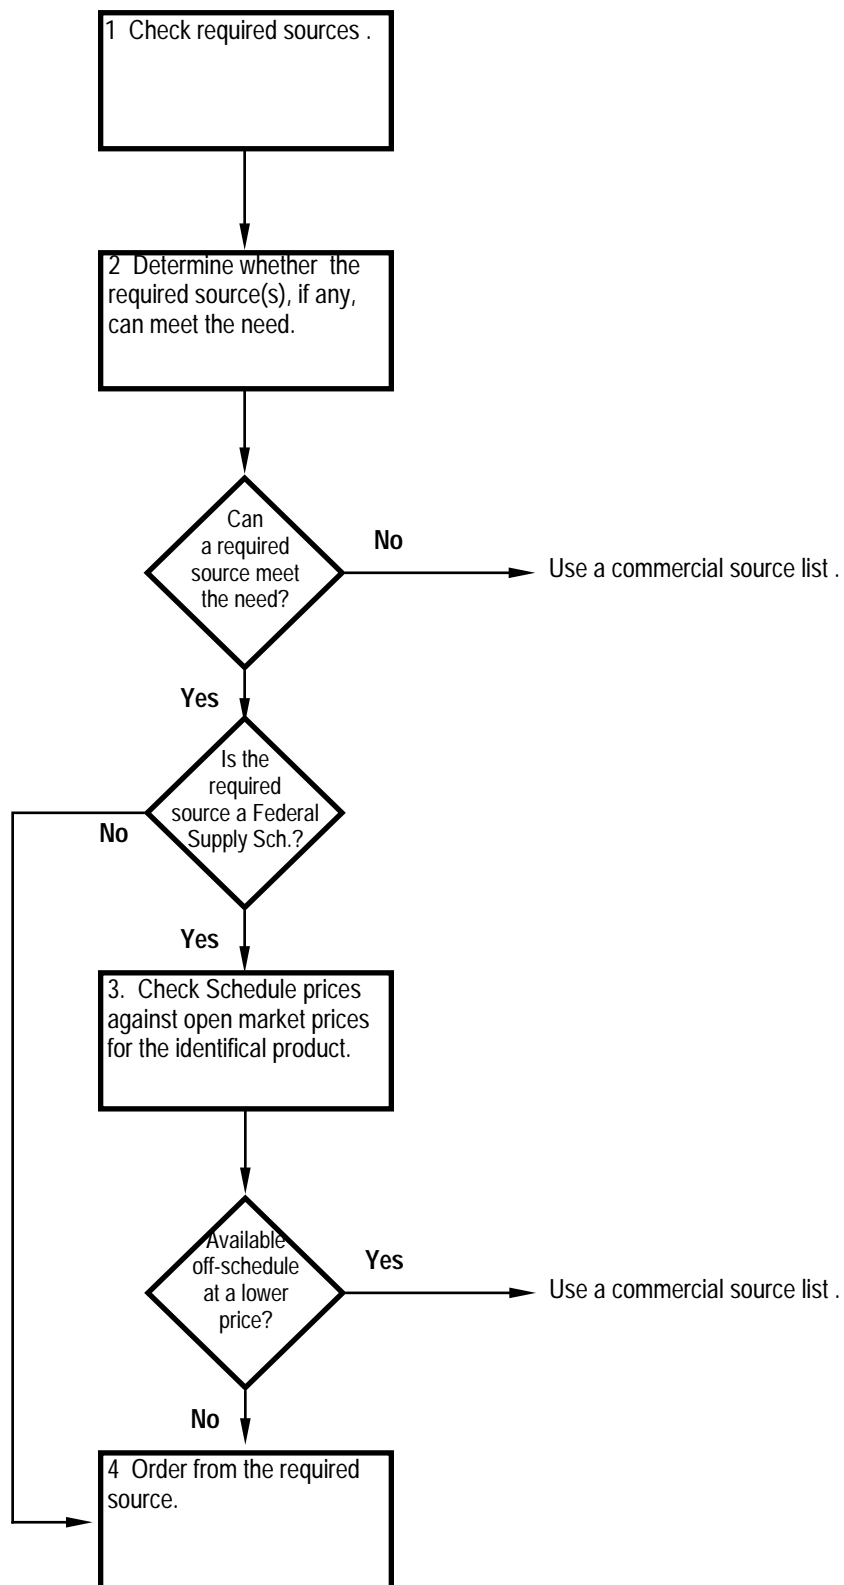 1 Check required sources .
2 Determine whether the
required source(s), if any,
can meet the need.
Can
a required
source meet
the need?
No
Use a commercial source list .
Yes
Is the
required
source a Federal
Supply Sch.?
No
Yes
3. Check Schedule prices
against open market prices
for the identifical product.
Available
off-schedule
at a lower
price?
Yes
Use a commercial source list .
No
4 Order from the required
source.